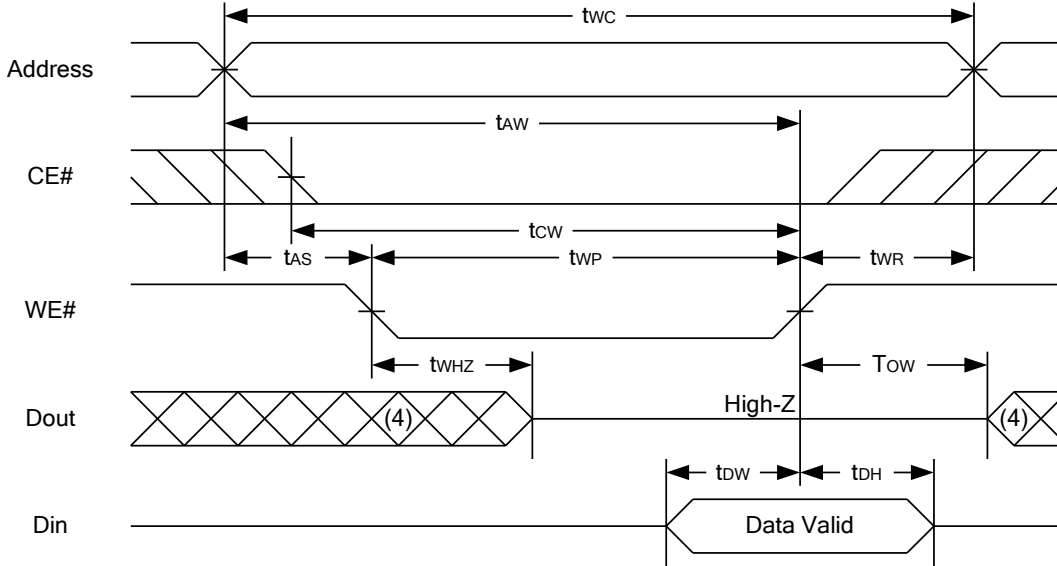 tWC
Address
tAW
CE#
tCW
tAS tWP tWR
WE#
tWHZ TOW
Dout (4) High-Z (4)
tDW tDH
Din Data Valid